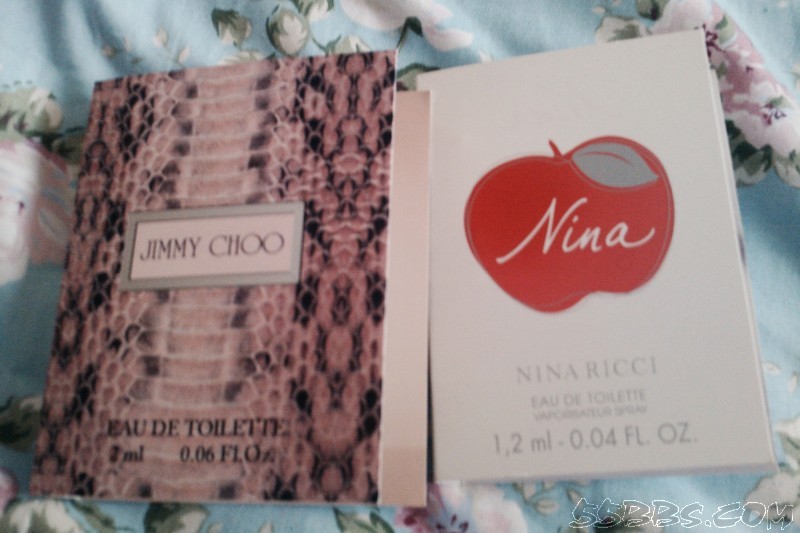 JIMMY CHOO
EAU DE TOILETTE
2 ml 0.06 Fl.Oz.
Nina
NINA RICCI
EAU DE TOILETTE
VAPORISATEUR SPRAY
1,2 ml - 0.04 FL. OZ.
55BBS.COM